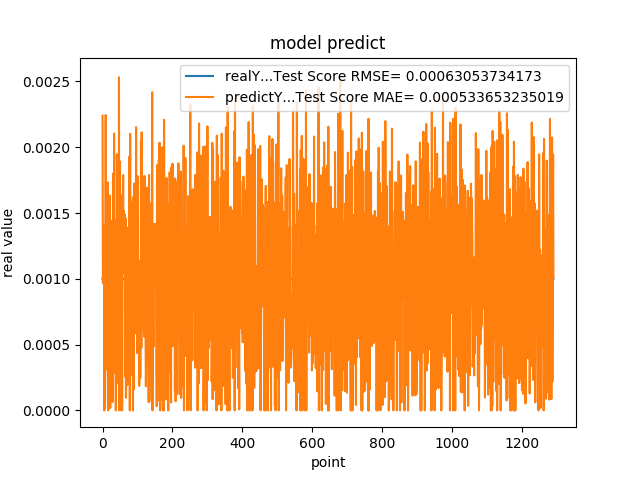 model predict
realY...Test Score RMSE= 0.00063053734173
predictY...Test Score MAE= 0.000533653235019
0.0025
0.0020
0.0015
0.0010
0.0005
0.0000
real value
0 200 400 600 800 1000 1200
point